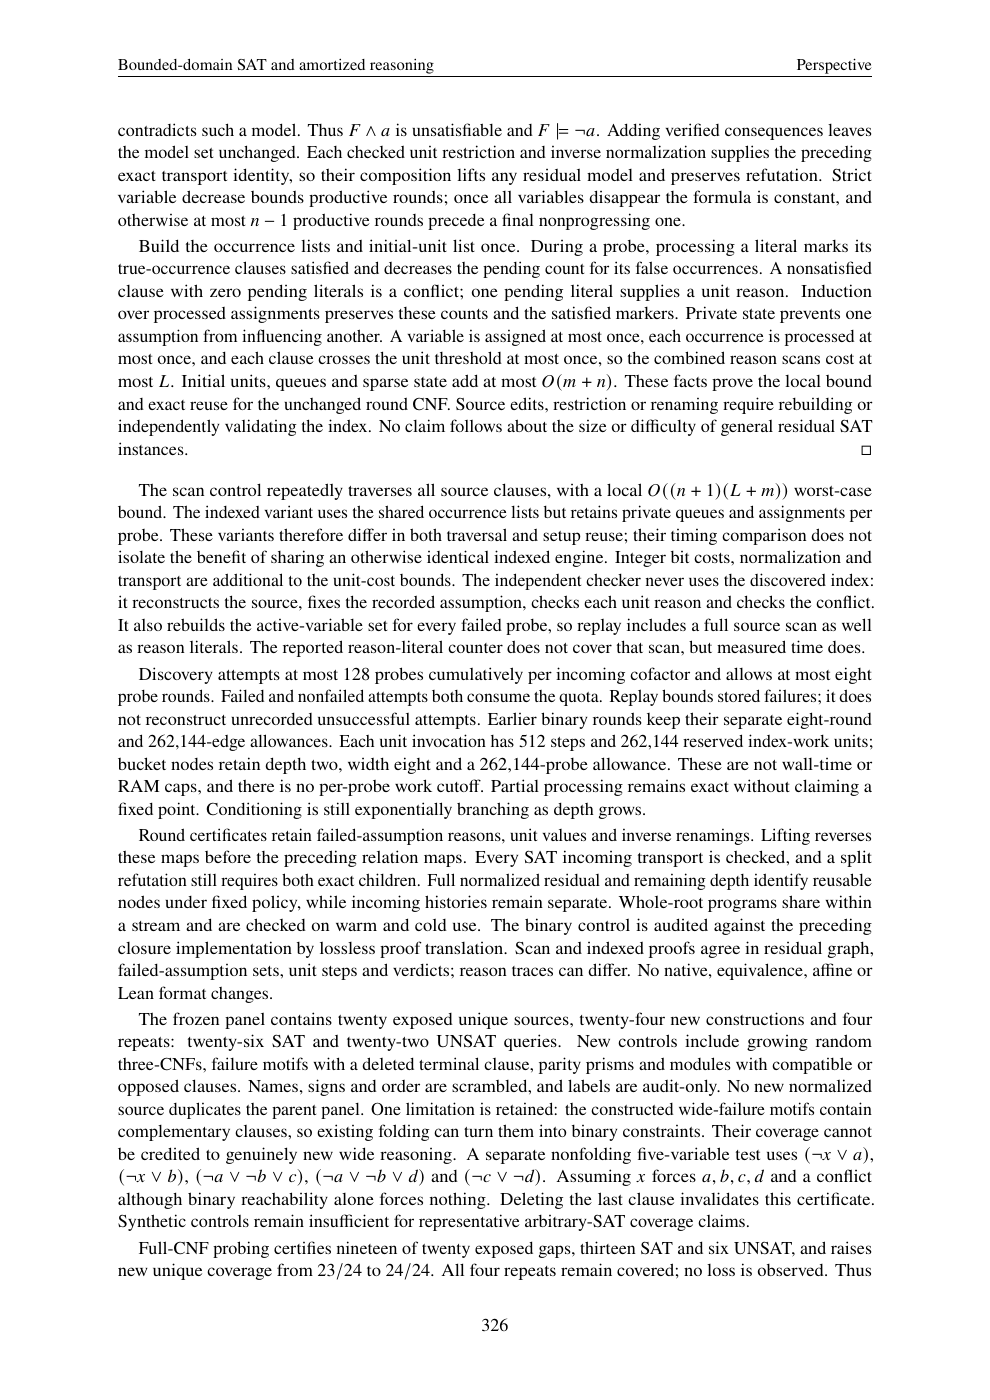 Bounded-domain SAT and amortized reasoning Perspective
contradicts such a model. Thus F ∧ a is unsatisfiable and F ⊨ ¬a. Adding verified consequences leaves
the model set unchanged. Each checked unit restriction and inverse normalization supplies the preceding
exact transport identity, so their composition lifts any residual model and preserves refutation. Strict
variable decrease bounds productive rounds; once all variables disappear the formula is constant, and
otherwise at most n − 1 productive rounds precede a final nonprogressing one.
Build the occurrence lists and initial-unit list once. During a probe, processing a literal marks its
true-occurrence clauses satisfied and decreases the pending count for its false occurrences. A nonsatisfied
clause with zero pending literals is a conflict; one pending literal supplies a unit reason. Induction
over processed assignments preserves these counts and the satisfied markers. Private state prevents one
assumption from influencing another. A variable is assigned at most once, each occurrence is processed at
most once, and each clause crosses the unit threshold at most once, so the combined reason scans cost at
most L. Initial units, queues and sparse state add at most O(m + n). These facts prove the local bound
and exact reuse for the unchanged round CNF. Source edits, restriction or renaming require rebuilding or
independently validating the index. No claim follows about the size or difficulty of general residual SAT
instances. □
The scan control repeatedly traverses all source clauses, with a local O((n + 1)(L + m)) worst-case
bound. The indexed variant uses the shared occurrence lists but retains private queues and assignments per
probe. These variants therefore differ in both traversal and setup reuse; their timing comparison does not
isolate the benefit of sharing an otherwise identical indexed engine. Integer bit costs, normalization and
transport are additional to the unit-cost bounds. The independent checker never uses the discovered index:
it reconstructs the source, fixes the recorded assumption, checks each unit reason and checks the conflict.
It also rebuilds the active-variable set for every failed probe, so replay includes a full source scan as well
as reason literals. The reported reason-literal counter does not cover that scan, but measured time does.
Discovery attempts at most 128 probes cumulatively per incoming cofactor and allows at most eight
probe rounds. Failed and nonfailed attempts both consume the quota. Replay bounds stored failures; it does
not reconstruct unrecorded unsuccessful attempts. Earlier binary rounds keep their separate eight-round
and 262,144-edge allowances. Each unit invocation has 512 steps and 262,144 reserved index-work units;
bucket nodes retain depth two, width eight and a 262,144-probe allowance. These are not wall-time or
RAM caps, and there is no per-probe work cutoff. Partial processing remains exact without claiming a
fixed point. Conditioning is still exponentially branching as depth grows.
Round certificates retain failed-assumption reasons, unit values and inverse renamings. Lifting reverses
these maps before the preceding relation maps. Every SAT incoming transport is checked, and a split
refutation still requires both exact children. Full normalized residual and remaining depth identify reusable
nodes under fixed policy, while incoming histories remain separate. Whole-root programs share within
a stream and are checked on warm and cold use. The binary control is audited against the preceding
closure implementation by lossless proof translation. Scan and indexed proofs agree in residual graph,
failed-assumption sets, unit steps and verdicts; reason traces can differ. No native, equivalence, affine or
Lean format changes.
The frozen panel contains twenty exposed unique sources, twenty-four new constructions and four
repeats: twenty-six SAT and twenty-two UNSAT queries. New controls include growing random
three-CNFs, failure motifs with a deleted terminal clause, parity prisms and modules with compatible or
opposed clauses. Names, signs and order are scrambled, and labels are audit-only. No new normalized
source duplicates the parent panel. One limitation is retained: the constructed wide-failure motifs contain
complementary clauses, so existing folding can turn them into binary constraints. Their coverage cannot
be credited to genuinely new wide reasoning. A separate nonfolding five-variable test uses (¬x ∨ a),
(¬x ∨ b), (¬a ∨ ¬b ∨ c), (¬a ∨ ¬b ∨ d) and (¬c ∨ ¬d). Assuming x forces a, b, c, d and a conflict
although binary reachability alone forces nothing. Deleting the last clause invalidates this certificate.
Synthetic controls remain insufficient for representative arbitrary-SAT coverage claims.
Full-CNF probing certifies nineteen of twenty exposed gaps, thirteen SAT and six UNSAT, and raises
new unique coverage from 23/24 to 24/24. All four repeats remain covered; no loss is observed. Thus
326